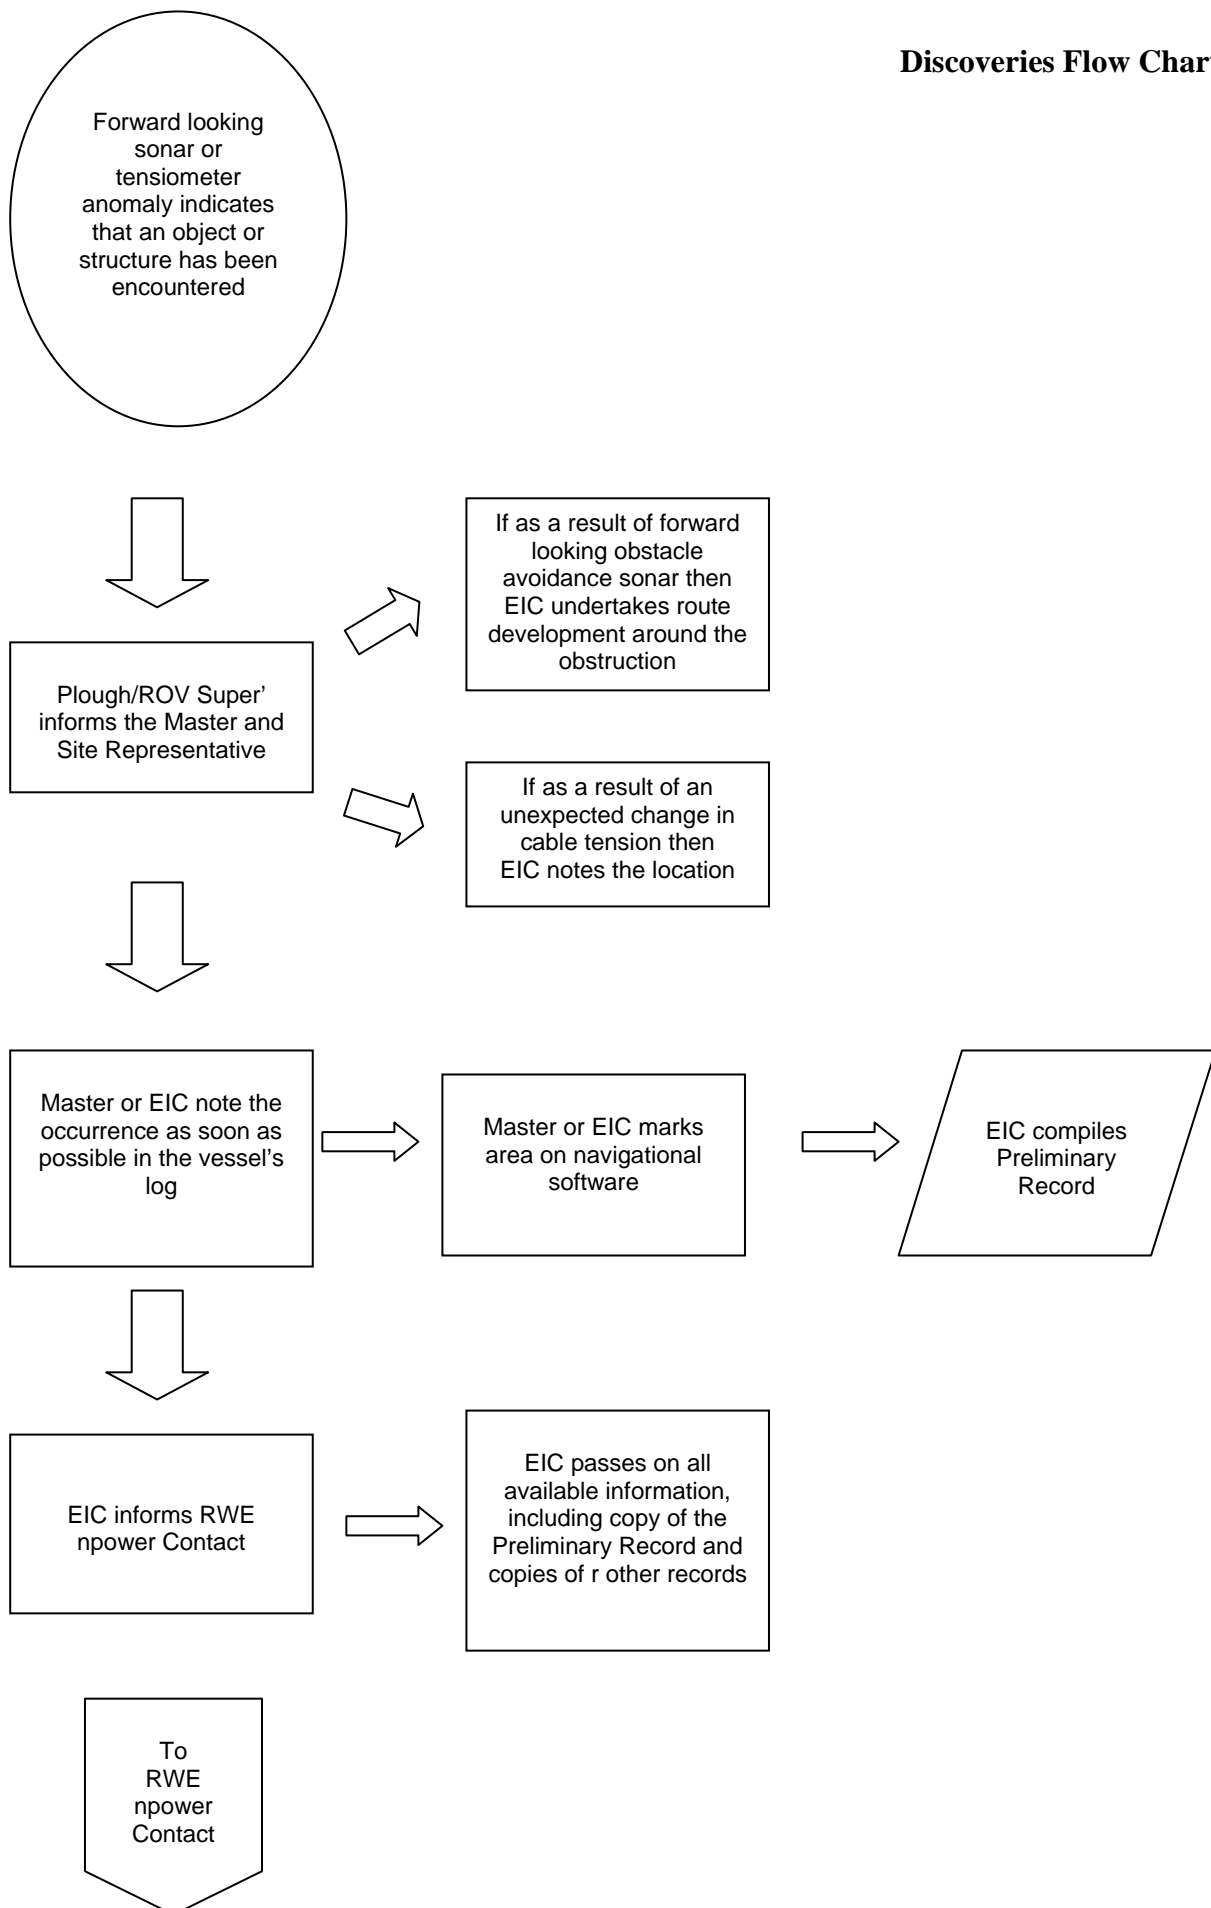 Discoveries Flow Char
Forward looking
sonar or
tensiometer
anomaly indicates
that an object or
structure has been
encountered
If as a result of forward
looking obstacle
avoidance sonar then
EIC undertakes route
development around the
obstruction
Plough/ROV Super'
informs the Master and
Site Representative
If as a result of an
unexpected change in
cable tension then
EIC notes the location
Master or EIC note the
occurrence as soon as
possible in the vessel's
log
Master or EIC marks
area on navigational
software
EIC compiles
Preliminary
Record
EIC informs RWE
npower Contact
EIC passes on all
available information,
including copy of the
Preliminary Record and
copies of r other records
To
RWE
npower
Contact